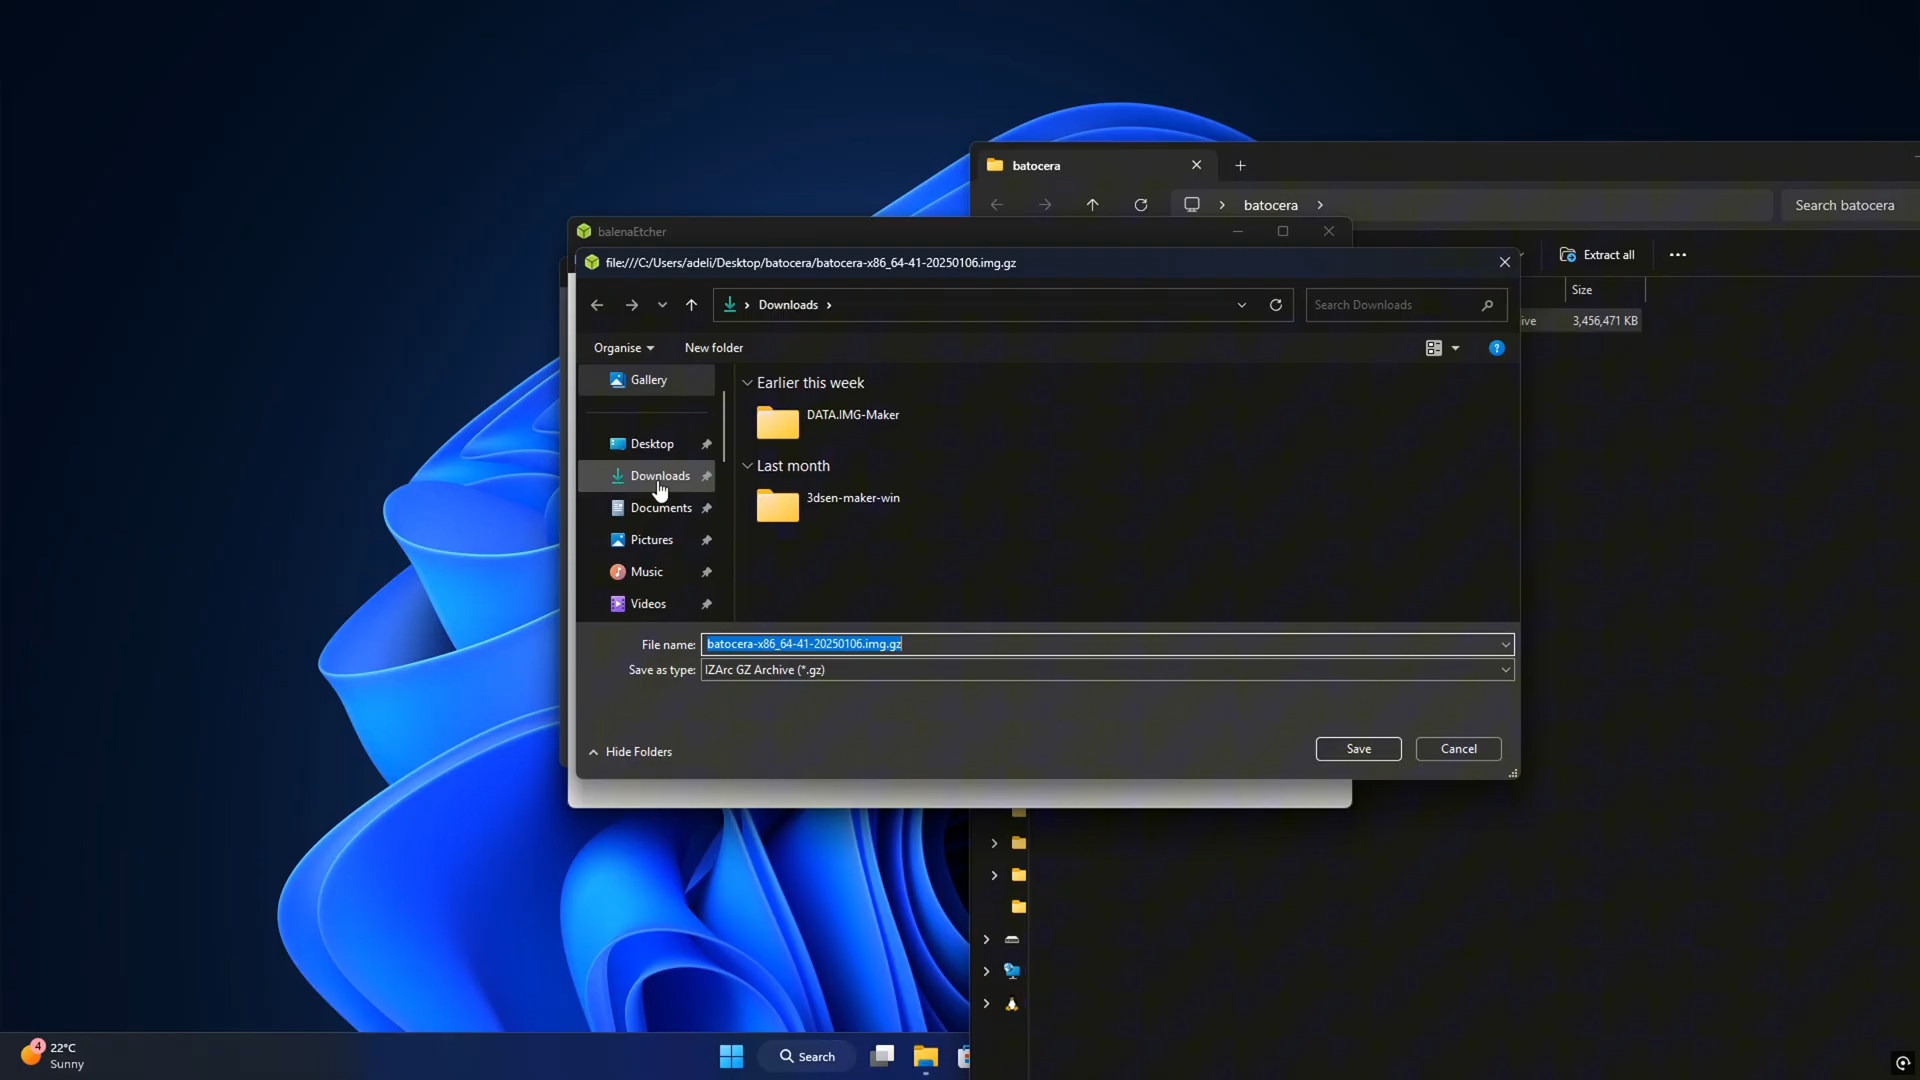 batocera
batocera
Search batocera
balenaEtcher
Extract all
file:///C:/Users/adeli/Desktop/batocera/batocera-x86_64-41-20250106.img.gz
Size
Downloads
Search Downloads
ive
3,456,471 KB
Organise
New folder
Gallery
Earlier this week
DATA.IMG-Maker
Desktop
Last month
Downloads
3dsen-maker-win
Documents
Pictures
Music
Videos
File name:
batocera-x86_64-41-20250106.img.gz
Save as type:
IZArc GZ Archive (*.gz)
Hide Folders
Save
Cancel
4
22°C
Sunny
Search